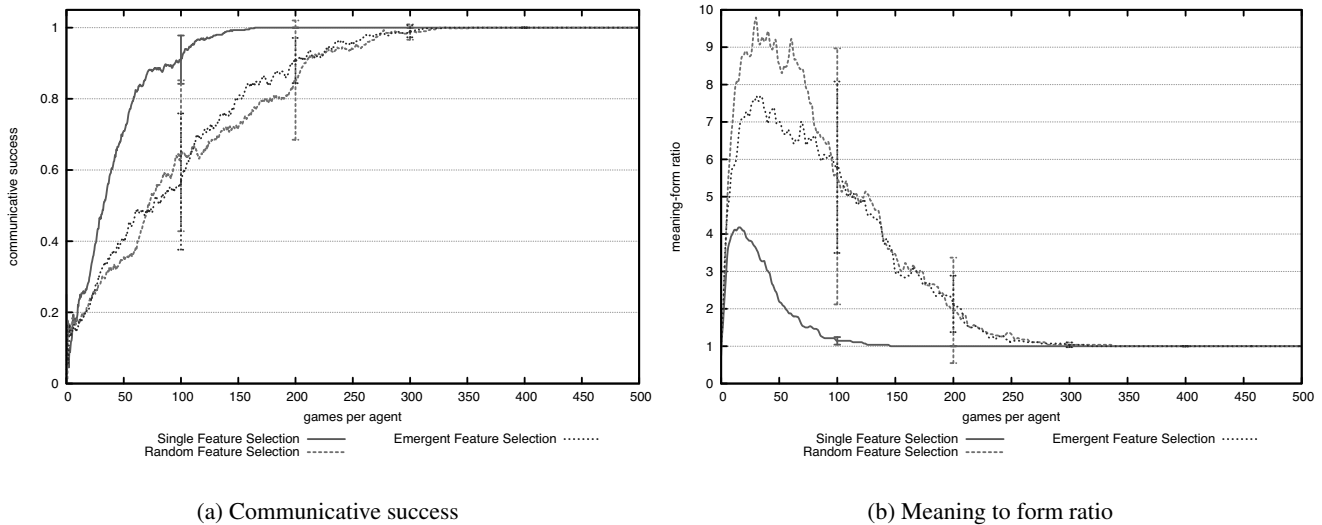 communicative success
1
0.8
0.6
0.4
0.2
0
0 50 100 150 200 250 300 350 400 450 500
games per agent
Single Feature Selection
Random Feature Selection
Emergent Feature Selection
(a) Communicative success
meaning-form ratio
10
9
8
7
6
5
4
3
2
1
0
0 50 100 150 200 250 300 350 400 450 500
games per agent
Single Feature Selection
Random Feature Selection
Emergent Feature Selection
(b) Meaning to form ratio